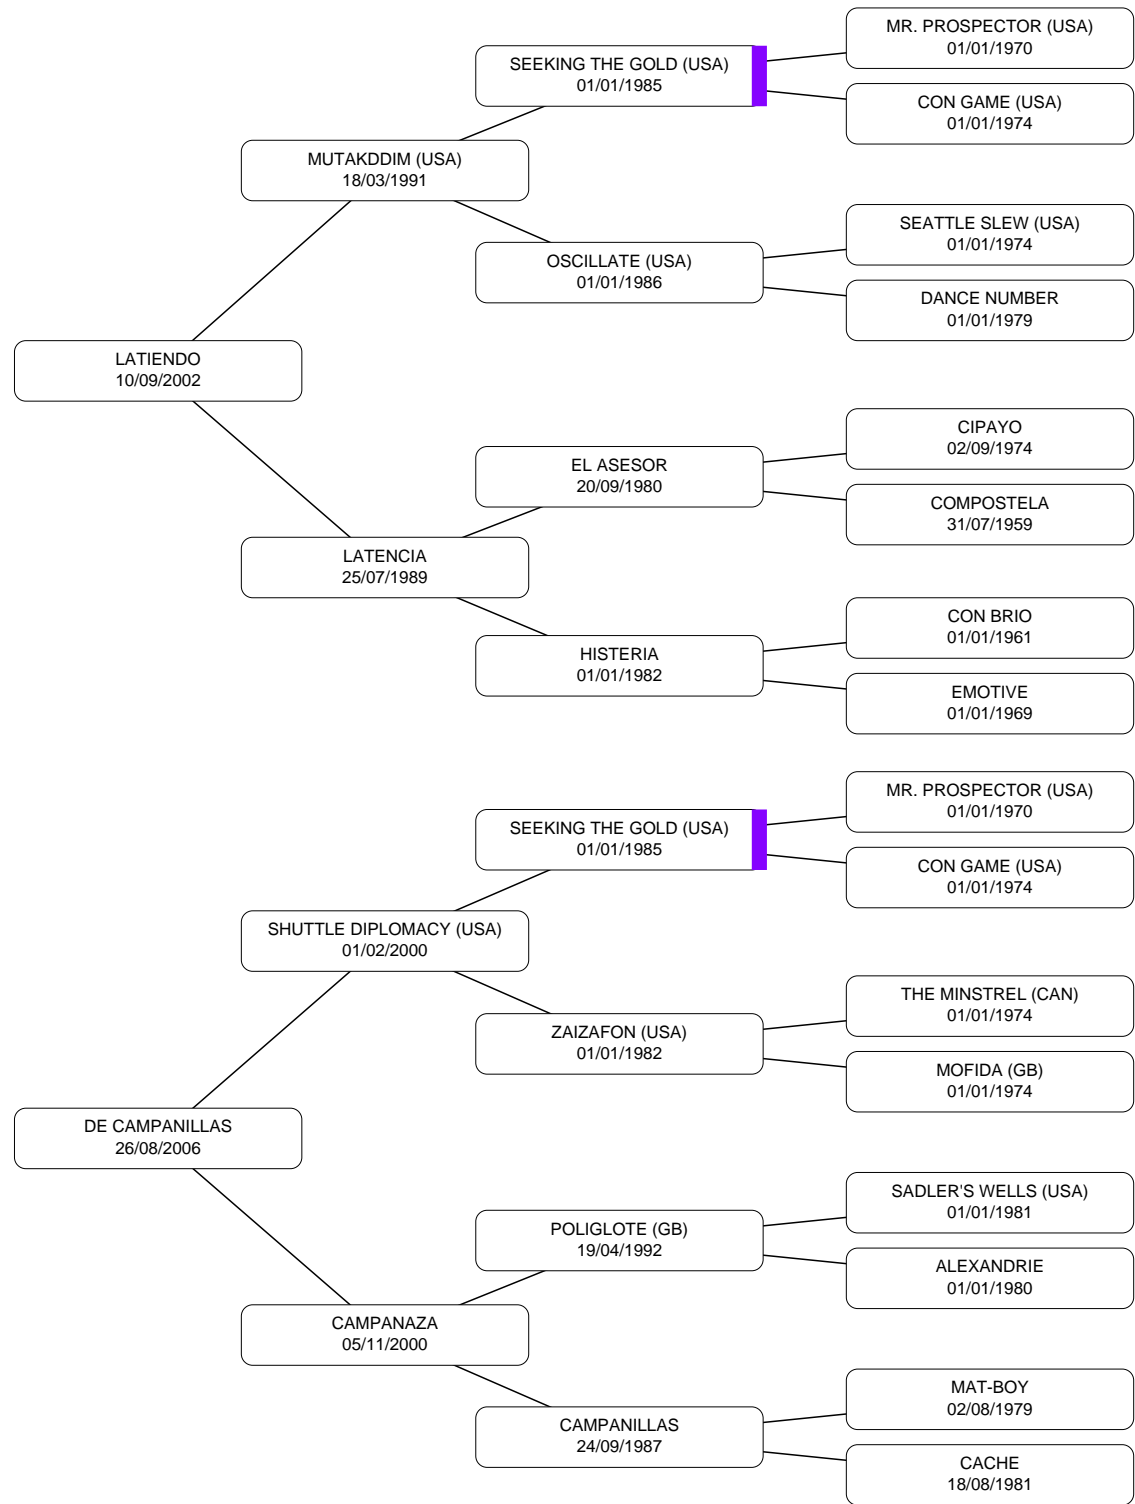 MR. PROSPECTOR (USA)
01/01/1970
SEEKING THE GOLD (USA)
01/01/1985
CON GAME (USA)
01/01/1974
MUTAKDDIM (USA)
18/03/1991
SEATTLE SLEW (USA)
01/01/1974
OSCILLATE (USA)
01/01/1986
DANCE NUMBER
01/01/1979
LATIENDO
10/09/2002
CIPAYO
02/09/1974
EL ASESOR
20/09/1980
COMPOSTELA
31/07/1959
LATENCIA
25/07/1989
CON BRIO
01/01/1961
HISTERIA
01/01/1982
EMOTIVE
01/01/1969
MR. PROSPECTOR (USA)
01/01/1970
SEEKING THE GOLD (USA)
01/01/1985
CON GAME (USA)
01/01/1974
SHUTTLE DIPLOMACY (USA)
01/02/2000
THE MINSTREL (CAN)
01/01/1974
ZAIZAFON (USA)
01/01/1982
MOFIDA (GB)
01/01/1974
DE CAMPANILLAS
26/08/2006
SADLER'S WELLS (USA)
01/01/1981
POLIGLOTE (GB)
19/04/1992
ALEXANDRIE
01/01/1980
CAMPANAZA
05/11/2000
MAT-BOY
02/08/1979
CAMPANILLAS
24/09/1987
CACHE
18/08/1981